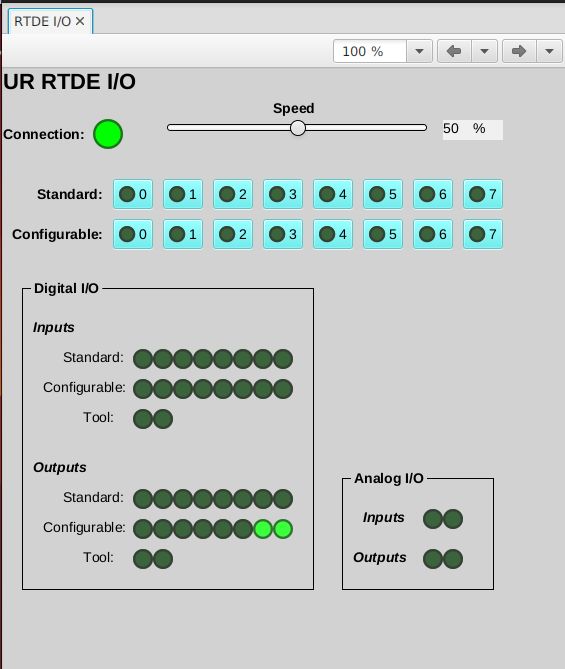 RTDE I/O
100 %
UR RTDE I/O
Speed
Connection:
50 %
Standard: 0 1 2 3 4 5 6 7
Configurable: 0 1 2 3 4 5 6 7
Digital I/O
Inputs
Standard:
Configurable:
Tool:
Outputs
Standard:
Configurable:
Tool:
Analog I/O
Inputs
Outputs